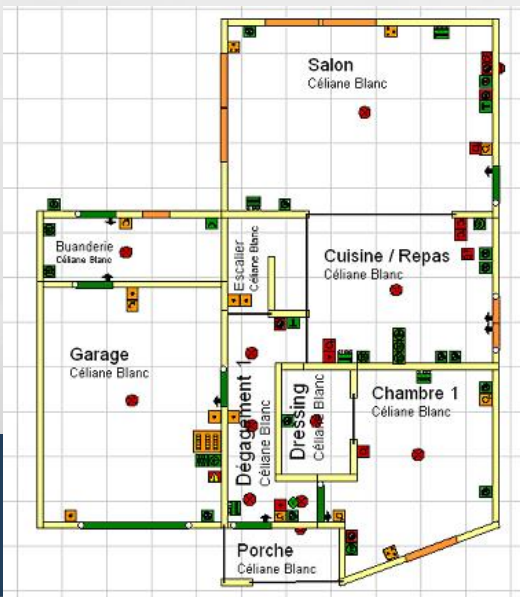 Salon
Céliane Blanc
Buanderie
Céliane Blanc
Escalier
Céliane Blanc
Cuisine / Repas
Céliane Blanc
Garage
Céliane Blanc
Dégagement 1
Céliane Blanc
Dressing
Céliane Blanc
Chambre 1
Céliane Blanc
Porche
Céliane Blanc